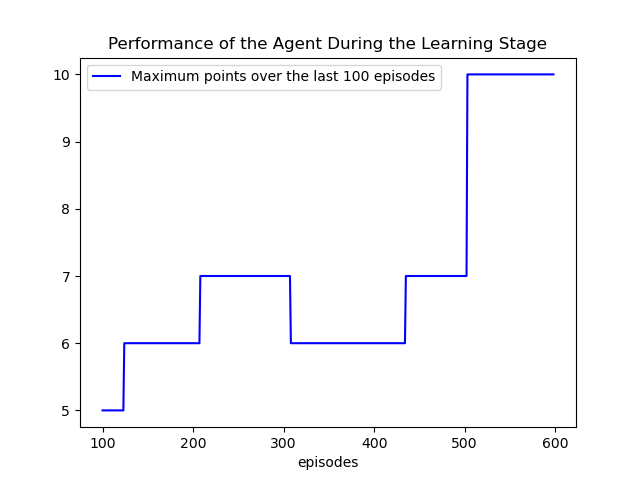 Performance of the Agent During the Learning Stage
Maximum points over the last 100 episodes
10
9
8
7
6
5
100 200 300 400 500 600
episodes